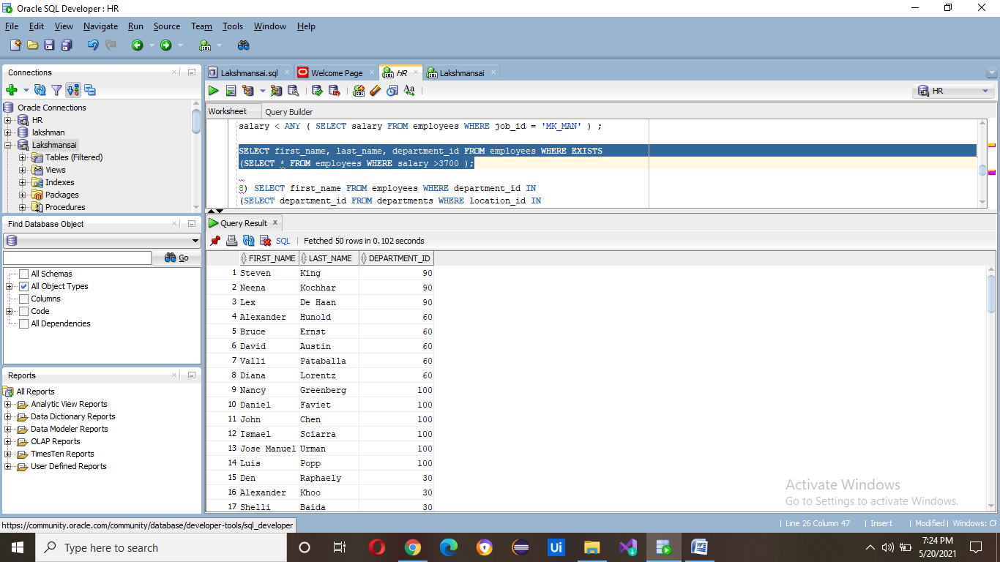 Oracle SQL Developer : HR
File Edit View Navigate Run Source Team Tools Window Help
Connections
Oracle Connections
HR
lakshman
Lakshmansai
Tables (Filtered)
Views
Indexes
Packages
Procedures
Find Database Object
Go
All Schemas
All Object Types
Columns
Code
All Dependencies
Reports
All Reports
Analytic View Reports
Data Dictionary Reports
Data Modeler Reports
OLAP Reports
TimesTen Reports
User Defined Reports
Lakshmansai.sql Welcome Page HR Lakshmansai
HR
Worksheet Query Builder
salary < ANY ( SELECT salary FROM employees WHERE job_id = 'MK_MAN' ) ;
SELECT first_name, last_name, department_id FROM employees WHERE EXISTS
(SELECT * FROM employees WHERE salary >3700 );
8) SELECT first_name FROM employees WHERE department_id IN
(SELECT department_id FROM departments WHERE location_id IN
Query Result
SQL | Fetched 50 rows in 0.102 seconds
FIRST_NAME LAST_NAME DEPARTMENT_ID
1 Steven King 90
2 Neena Kochhar 90
3 Lex De Haan 90
4 Alexander Hunold 60
5 Bruce Ernst 60
6 David Austin 60
7 Valli Pataballa 60
8 Diana Lorentz 60
9 Nancy Greenberg 100
10 Daniel Faviet 100
11 John Chen 100
12 Ismael Sciarra 100
13 Jose Manuel Urman 100
14 Luis Popp 100
15 Den Raphaely 30
16 Alexander Khoo 30
17 Shelli Baida 30
Activate Windows
Go to Settings to activate Windows.
https://community.oracle.com/community/database/developer-tools/sql_developer
| Line 26 Column 47 | Insert | Modified | Windows: CF
Type here to search
Ui
7:24 PM
5/20/2021